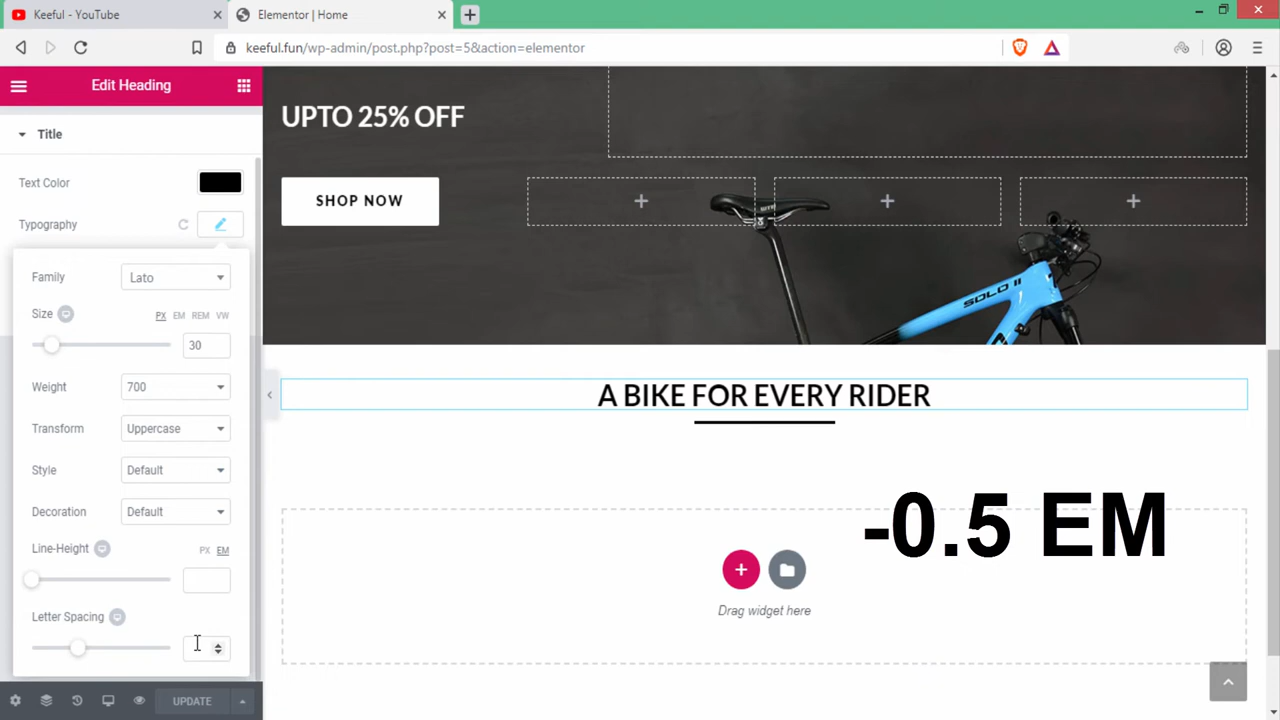 Keeful - YouTube
Elementor | Home
keeful.fun/wp-admin/post.php?post=5&action=elementor
Edit Heading
Title
Text Color
Typography
Family
Lato
Size
PX EM REM VW
30
Weight
700
Transform
Uppercase
Style
Default
Decoration
Default
Line-Height
PX EM
Letter Spacing
UPDATE
UPTO 25% OFF
SHOP NOW
SOLO II
A BIKE FOR EVERY RIDER
-0.5 EM
Drag widget here